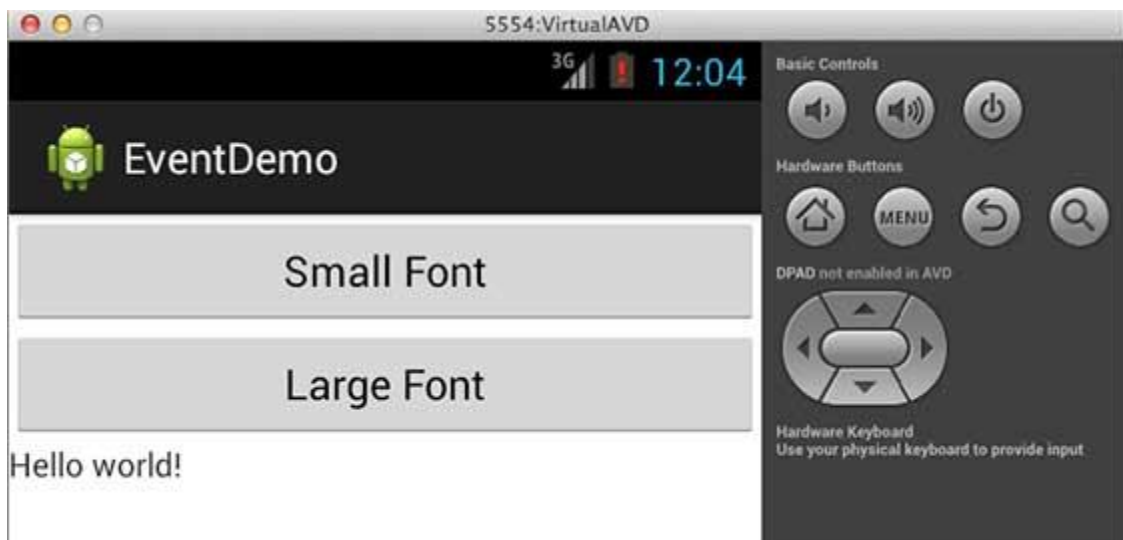 5554:VirtualAVD
3G 12:04
EventDemo
Small Font
Large Font
Hello world!
Basic Controls
Hardware Buttons
MENU
DPAD not enabled in AVD
Hardware Keyboard
Use your physical keyboard to provide input